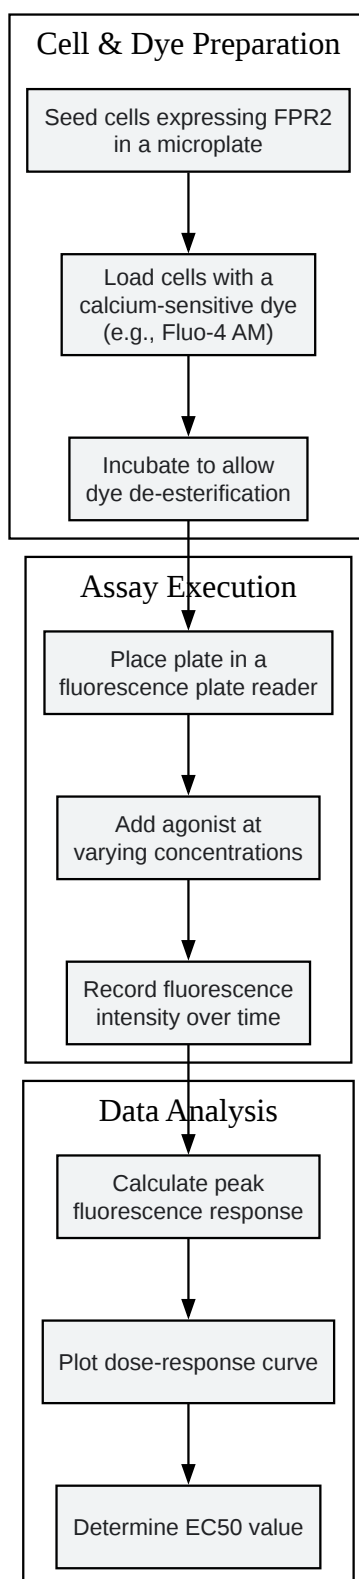 Cell & Dye Preparation
Seed cells expressing FPR2
in a microplate
Load cells with a
calcium-sensitive dye
(e.g., Fluo-4 AM)
Incubate to allow
dye de-esterification
Assay Execution
Place plate in a
fluorescence plate reader
Add agonist at
varying concentrations
Record fluorescence
intensity over time
Data Analysis
Calculate peak
fluorescence response
Plot dose-response curve
Determine EC50 value